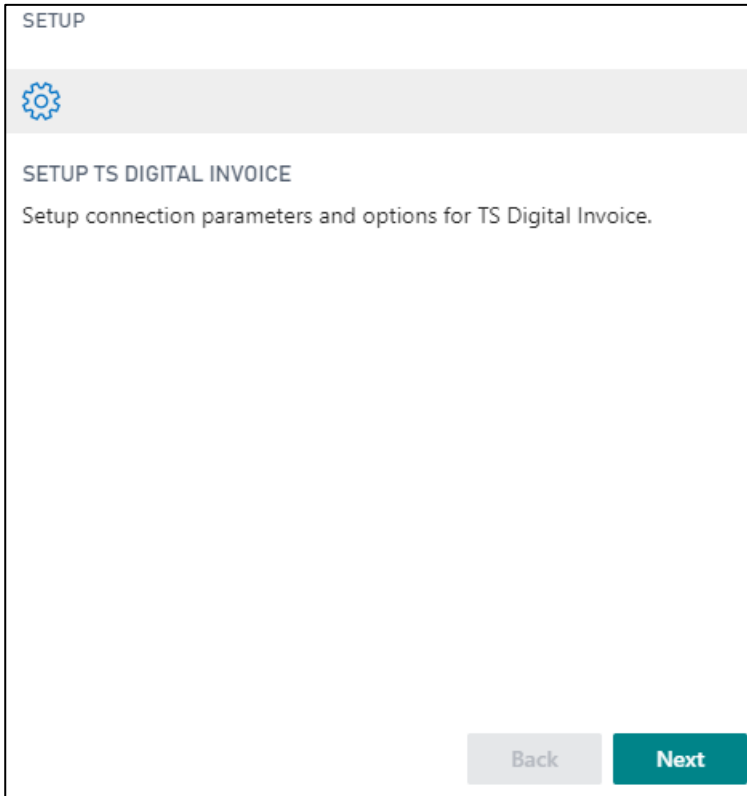 SETUP
SETUP TS DIGITAL INVOICE
Setup connection parameters and options for TS Digital Invoice.
Back
Next